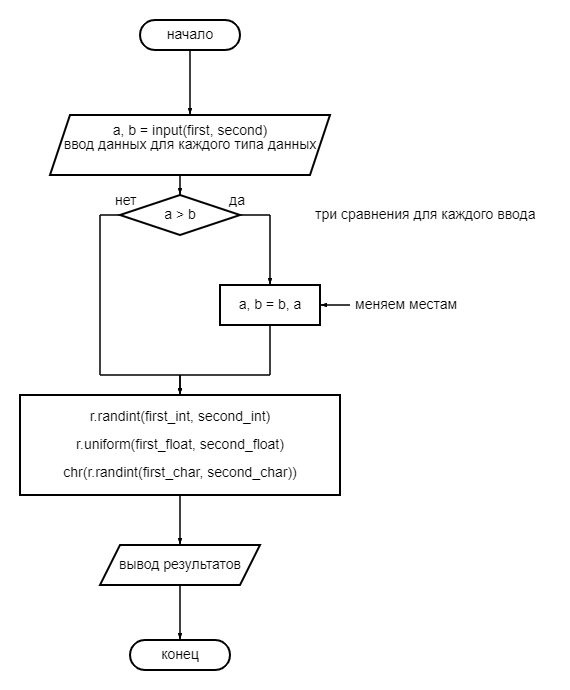 начало
a, b = input(first, second)
ввод данных для каждого типа данных
нет
да
a > b
три сравнения для каждого ввода
a, b = b, a
меняем местам
r.randint(first_int, second_int)
r.uniform(first_float, second_float)
chr(r.randint(first_char, second_char))
вывод результатов
конец